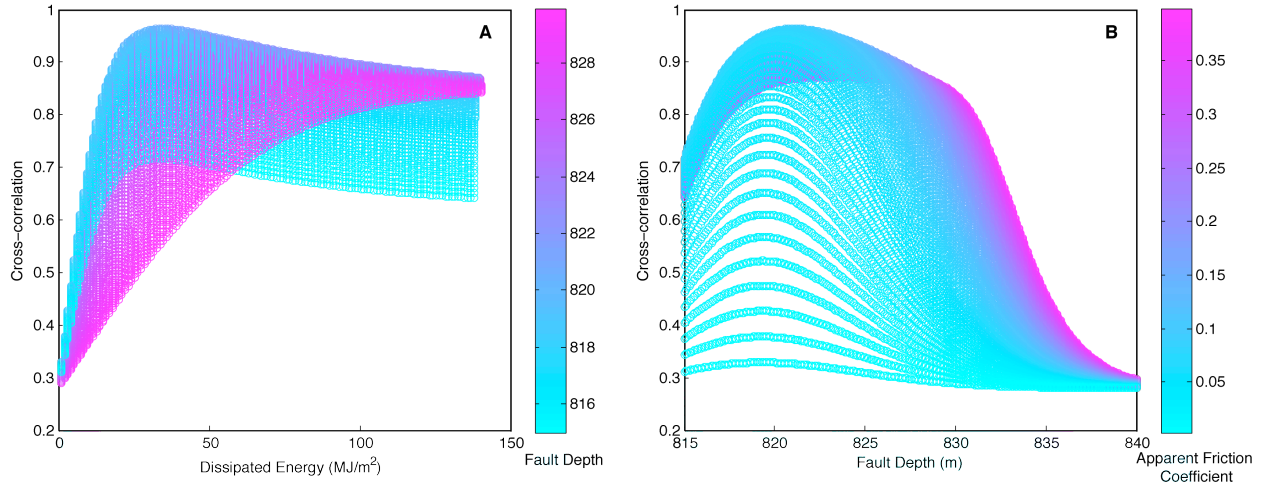 A
1
0.9
0.8
0.7
0.6
0.5
0.4
0.3
0.2
Cross-correlation
0 50 100 150
Dissipated Energy (MJ/m²)
828
826
824
822
820
818
816
Fault Depth
B
1
0.9
0.8
0.7
0.6
0.5
0.4
0.3
0.2
Cross-correlation
815 820 825 830 835 840
Fault Depth (m)
0.35
0.3
0.25
0.2
0.15
0.1
0.05
Apparent Friction
Coefficient